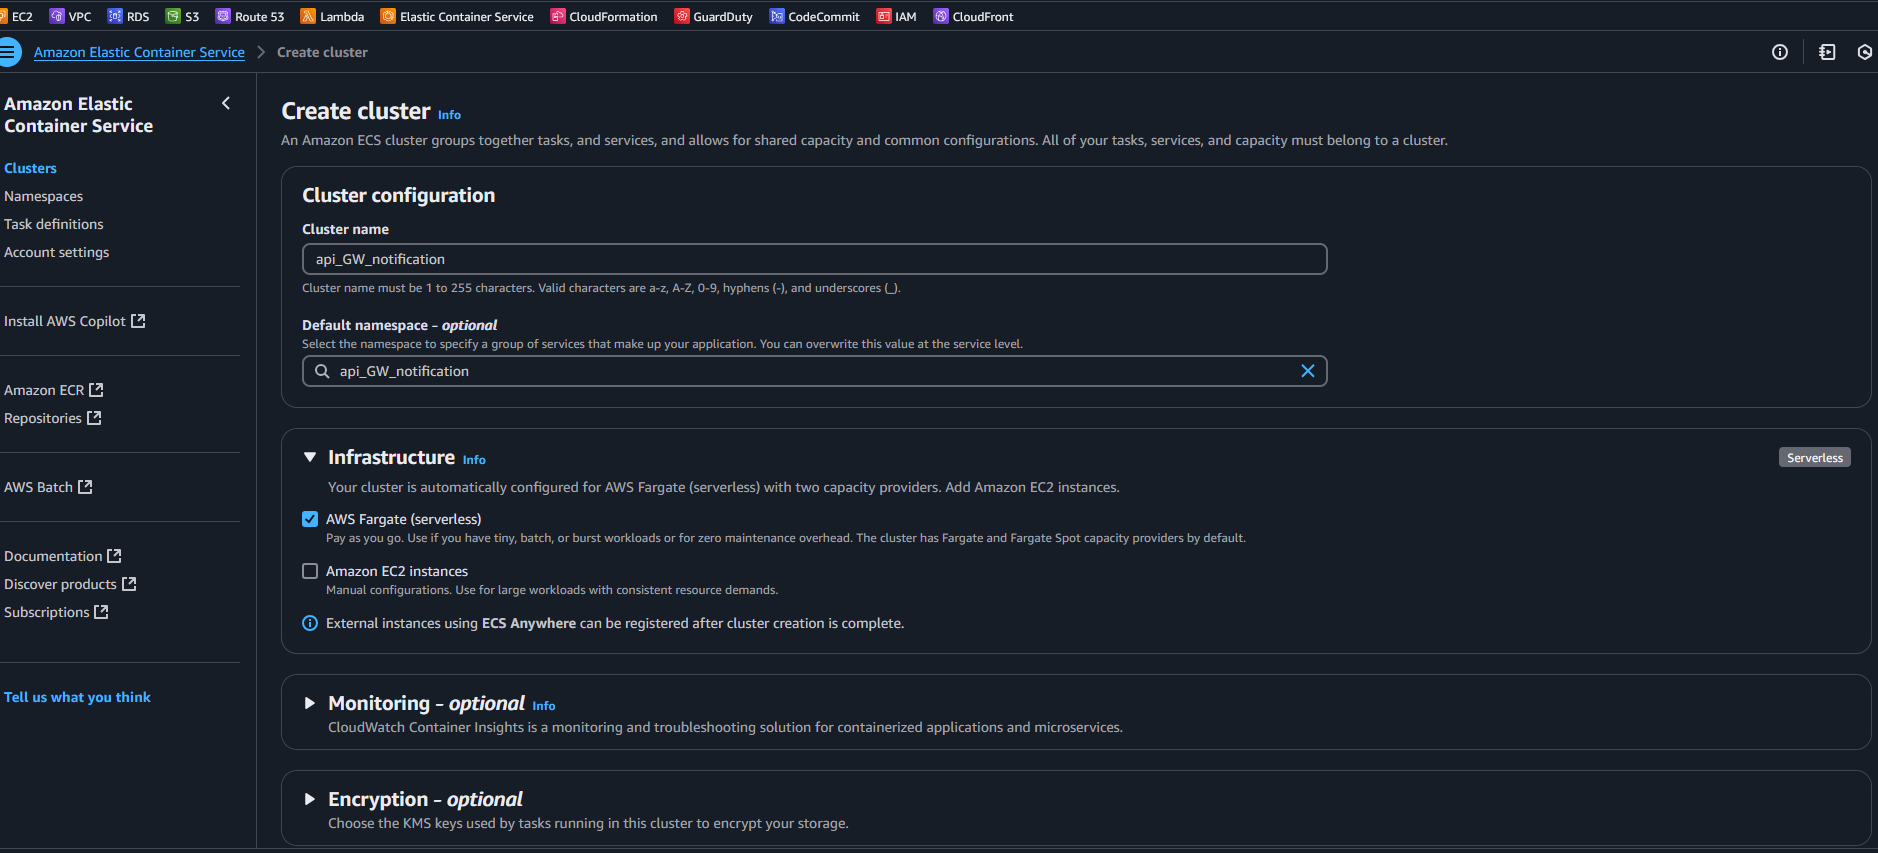 EC2 VPC RDS S3 Route 53 Lambda Elastic Container Service CloudFormation GuardDuty CodeCommit IAM CloudFront
Amazon Elastic Container Service Create cluster
Amazon Elastic
Container Service
Clusters
Namespaces
Task definitions
Account settings
Install AWS Copilot
Amazon ECR
Repositories
AWS Batch
Documentation
Discover products
Subscriptions
Tell us what you think
Create cluster Info
An Amazon ECS cluster groups together tasks, and services, and allows for shared capacity and common configurations. All of your tasks, services, and capacity must belong to a cluster.
Cluster configuration
Cluster name
api_GW_notification
Cluster name must be 1 to 255 characters. Valid characters are a-z, A-Z, 0-9, hyphens (-), and underscores (_).
Default namespace - optional
Select the namespace to specify a group of services that make up your application. You can overwrite this value at the service level.
api_GW_notification
Infrastructure Info Serverless
Your cluster is automatically configured for AWS Fargate (serverless) with two capacity providers. Add Amazon EC2 instances.
AWS Fargate (serverless)
Pay as you go. Use if you have tiny, batch, or burst workloads or for zero maintenance overhead. The cluster has Fargate and Fargate Spot capacity providers by default.
Amazon EC2 instances
Manual configurations. Use for large workloads with consistent resource demands.
External instances using ECS Anywhere can be registered after cluster creation is complete.
Monitoring - optional Info
CloudWatch Container Insights is a monitoring and troubleshooting solution for containerized applications and microservices.
Encryption - optional
Choose the KMS keys used by tasks running in this cluster to encrypt your storage.